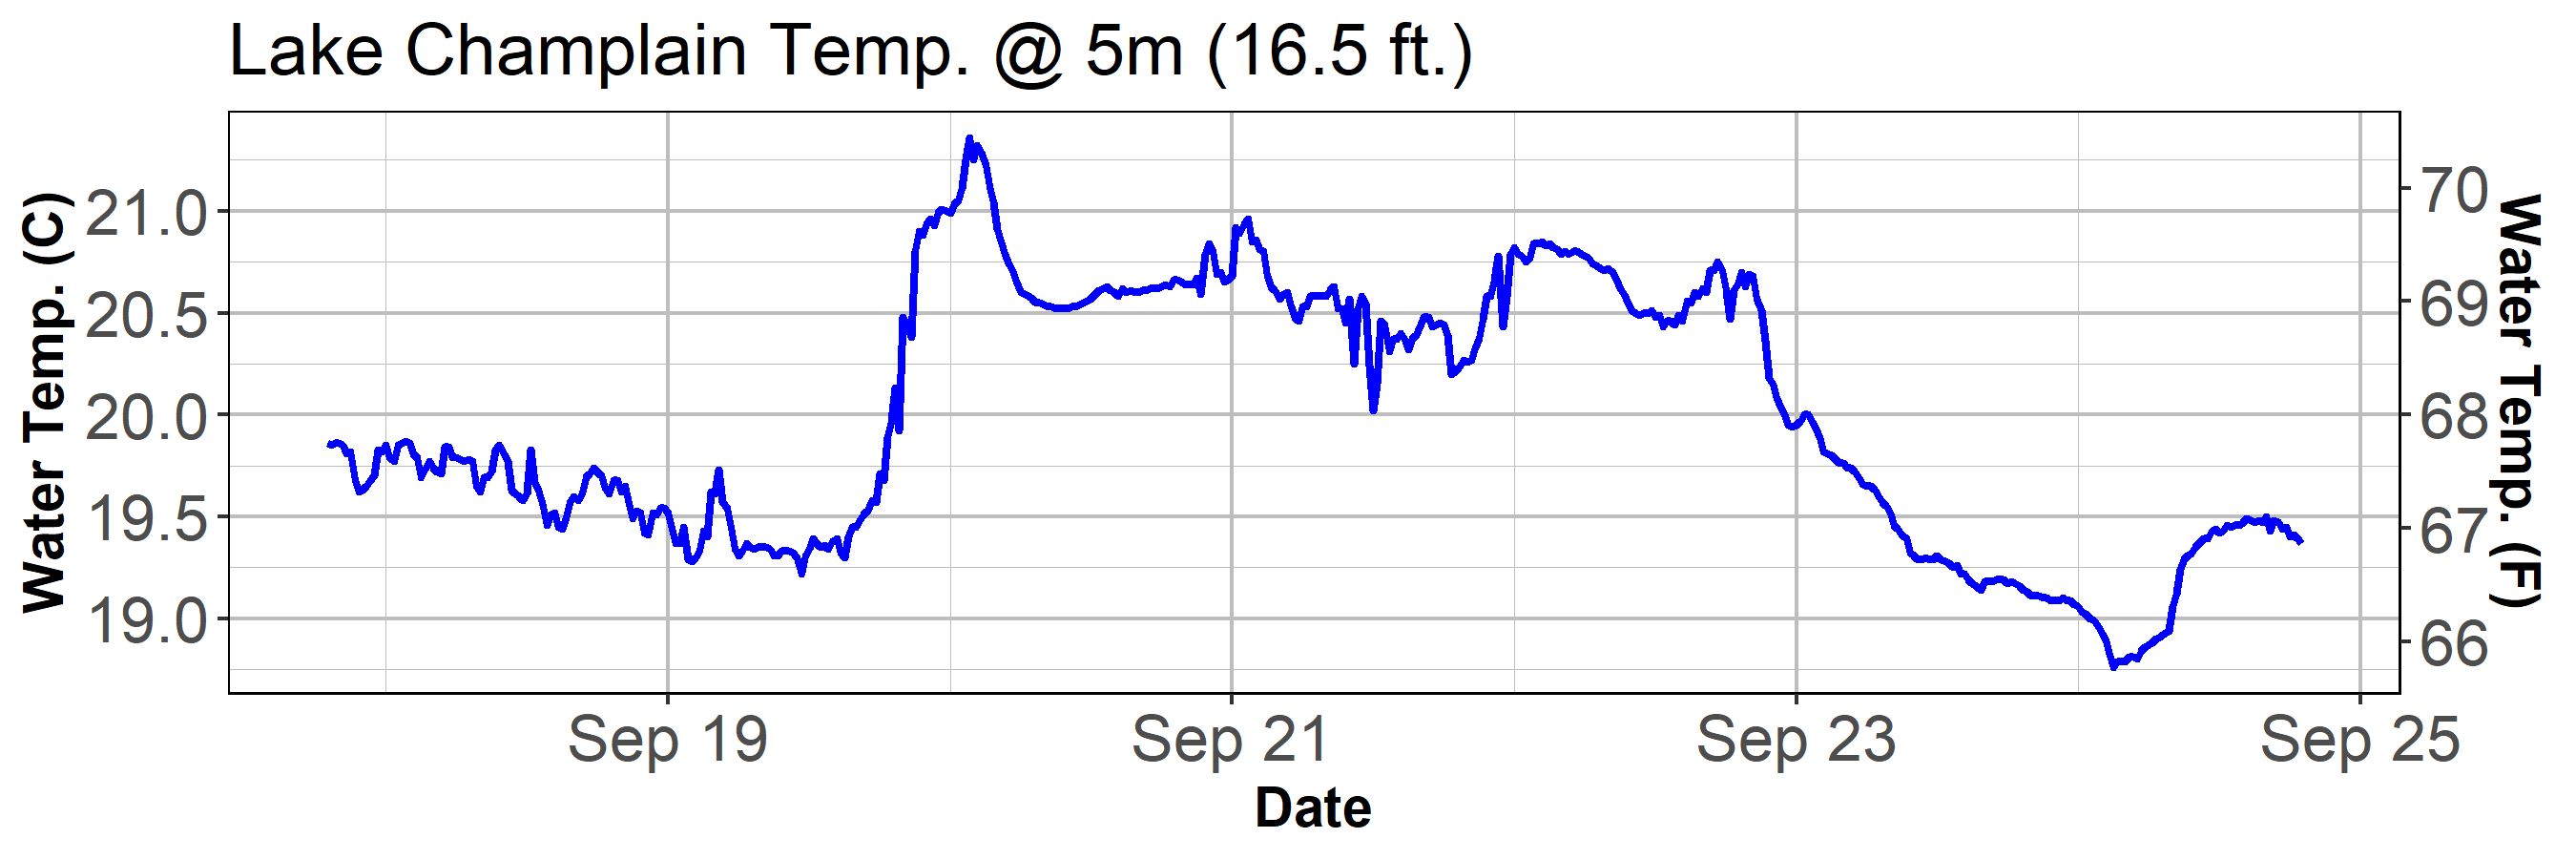 Lake Champlain Temp. @ 5m (16.5 ft.)
Water Temp. (C)
21.0
20.5
20.0
19.5
19.0
70
69
68
67
66
Water Temp. (F)
Sep 19
Sep 21
Sep 23
Sep 25
Date